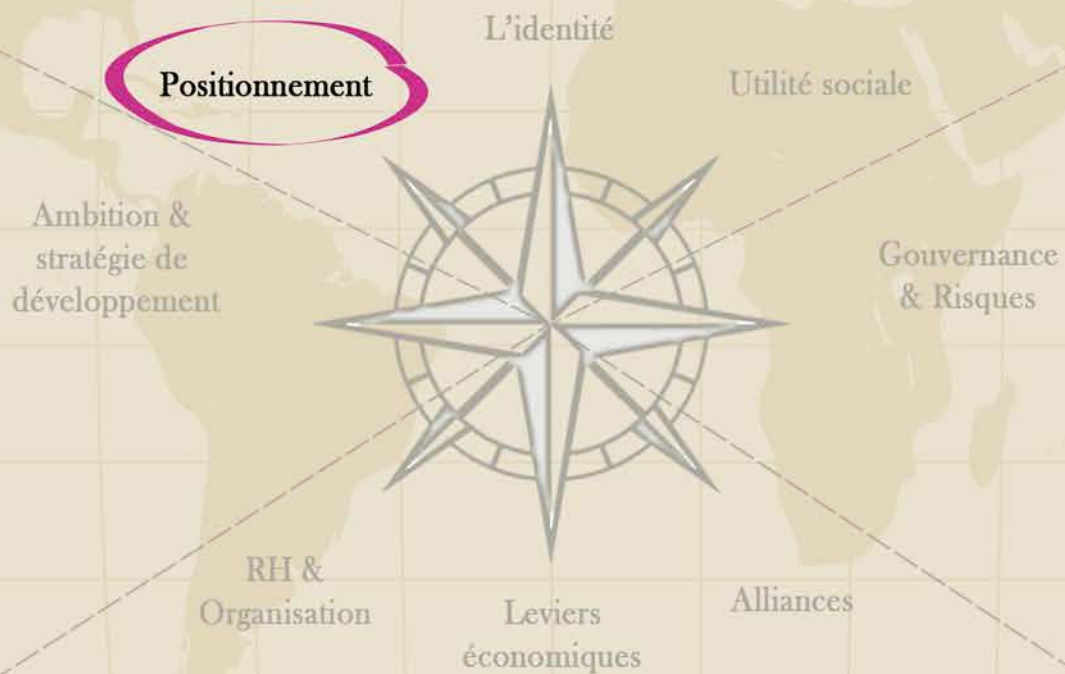 L'identité
Positionnement
Utilité sociale
Ambition &
stratégie de
développement
Gouvernance
& Risques
RH &
Organisation
Leviers
économiques
Alliances